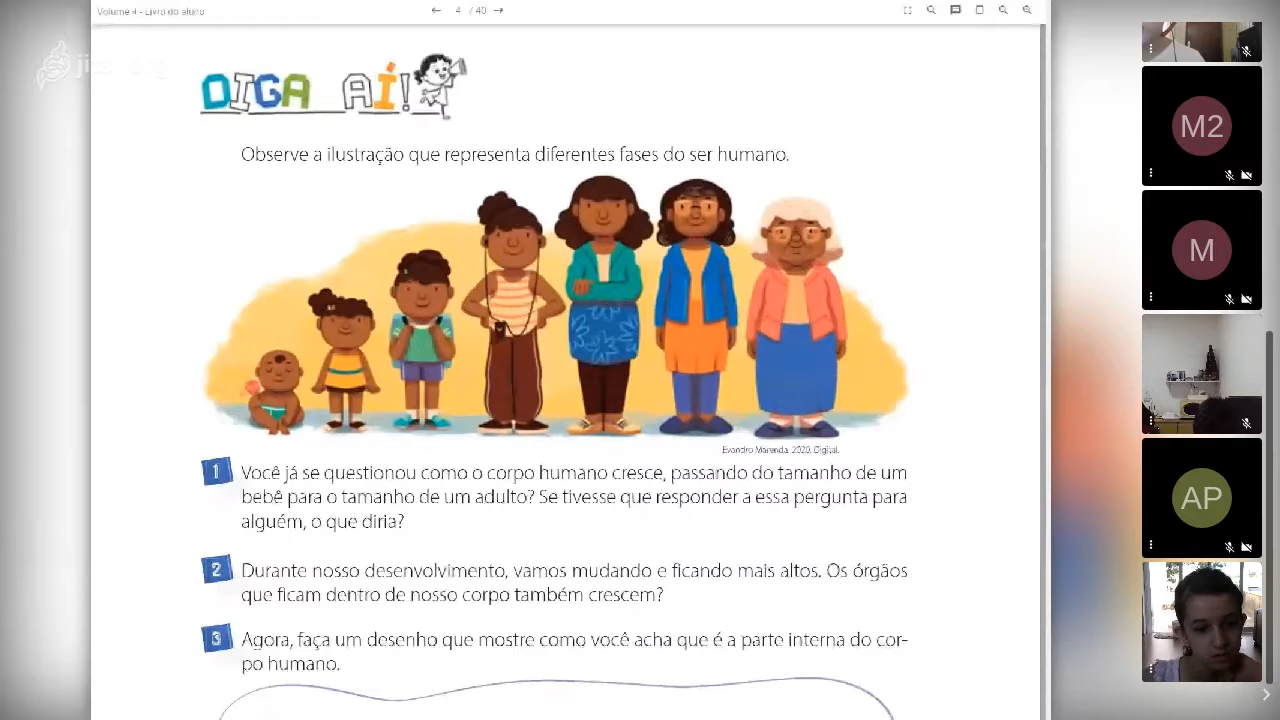 Volume 4 - Livro do aluno
4 / 40
DIGA AÍ!
Observe a ilustração que representa diferentes fases do ser humano.
Evandro Marenda. 2020. Digital.
1 Você já se questionou como o corpo humano cresce, passando do tamanho de um
bebê para o tamanho de um adulto? Se tivesse que responder a essa pergunta para
alguém, o que diria?
2 Durante nosso desenvolvimento, vamos mudando e ficando mais altos. Os órgãos
que ficam dentro de nosso corpo também crescem?
3 Agora, faça um desenho que mostre como você acha que é a parte interna do cor-
po humano.
M2
M
AP